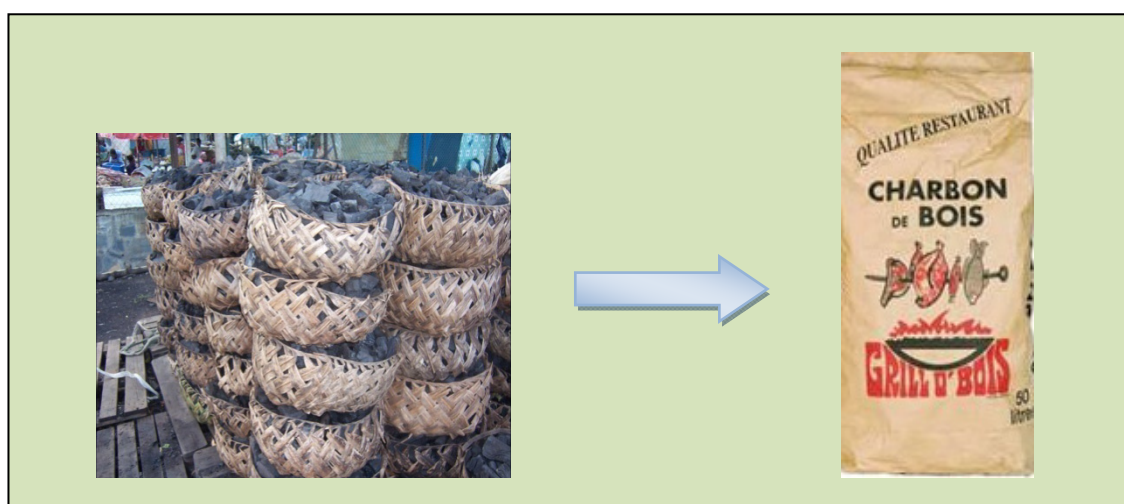 QUALITE RESTAURANT
CHARBON
DE BOIS
GRILL O' BOIS
50
litres